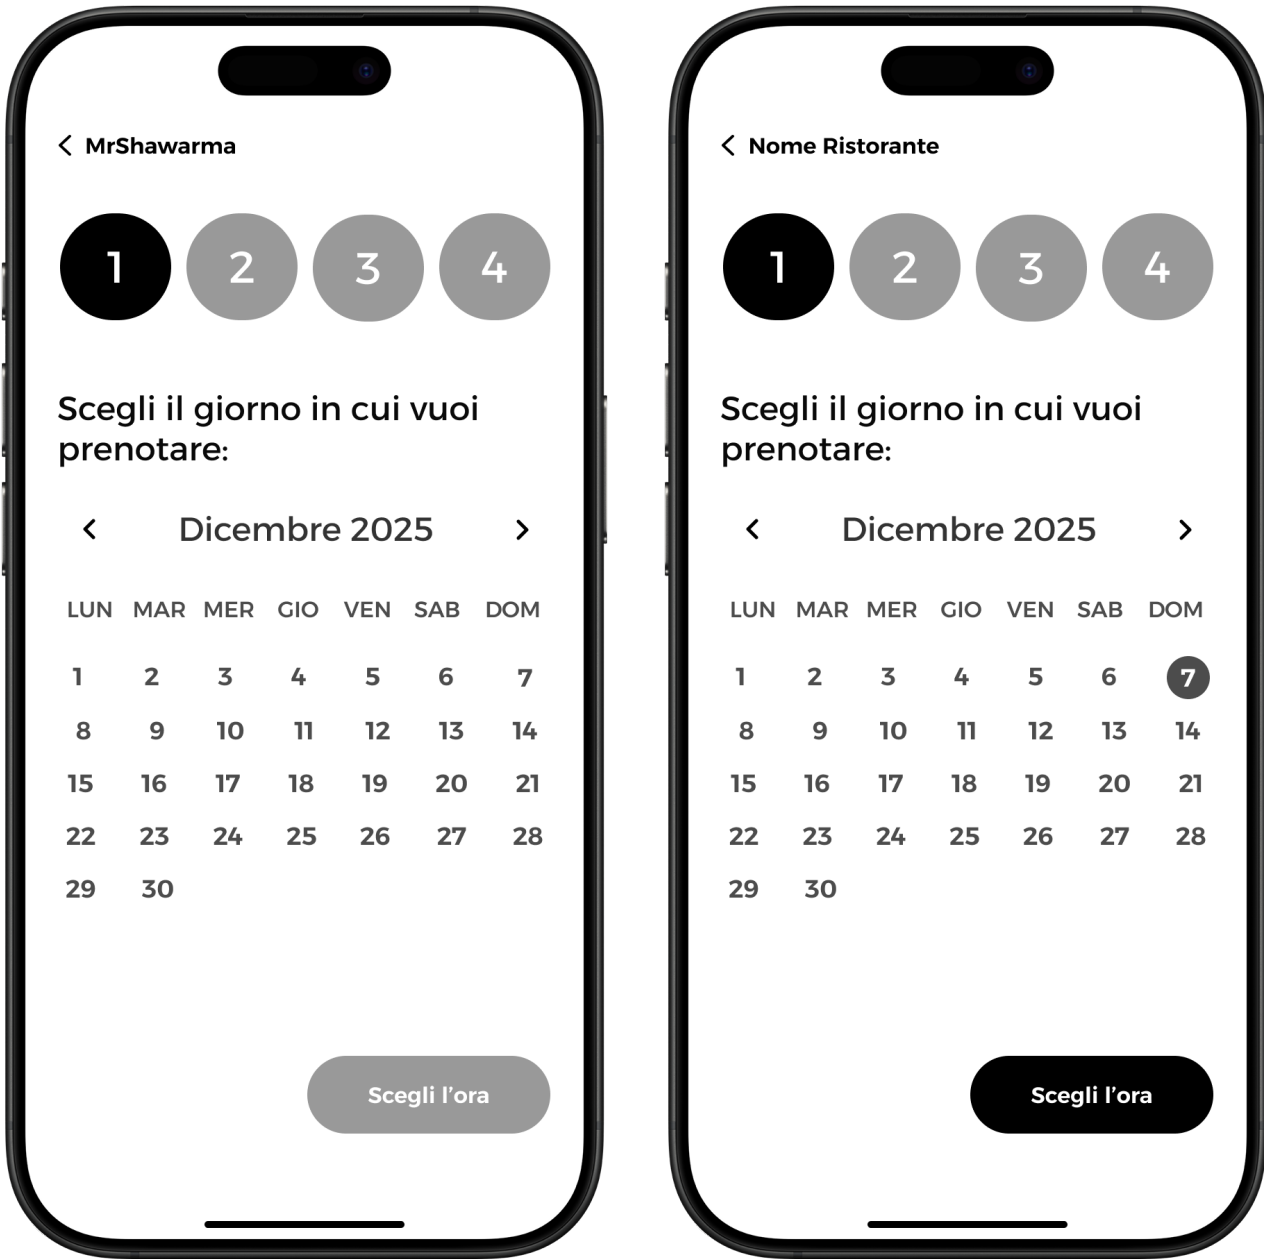 MrShawarma
1 2 3 4
Scegli il giorno in cui vuoi
prenotare:
Dicembre 2025
LUN MAR MER GIO VEN SAB DOM
1 2 3 4 5 6 7
8 9 10 11 12 13 14
15 16 17 18 19 20 21
22 23 24 25 26 27 28
29 30
Scegli l’ora
Nome Ristorante
1 2 3 4
Scegli il giorno in cui vuoi
prenotare:
Dicembre 2025
LUN MAR MER GIO VEN SAB DOM
1 2 3 4 5 6 7
8 9 10 11 12 13 14
15 16 17 18 19 20 21
22 23 24 25 26 27 28
29 30
Scegli l’ora